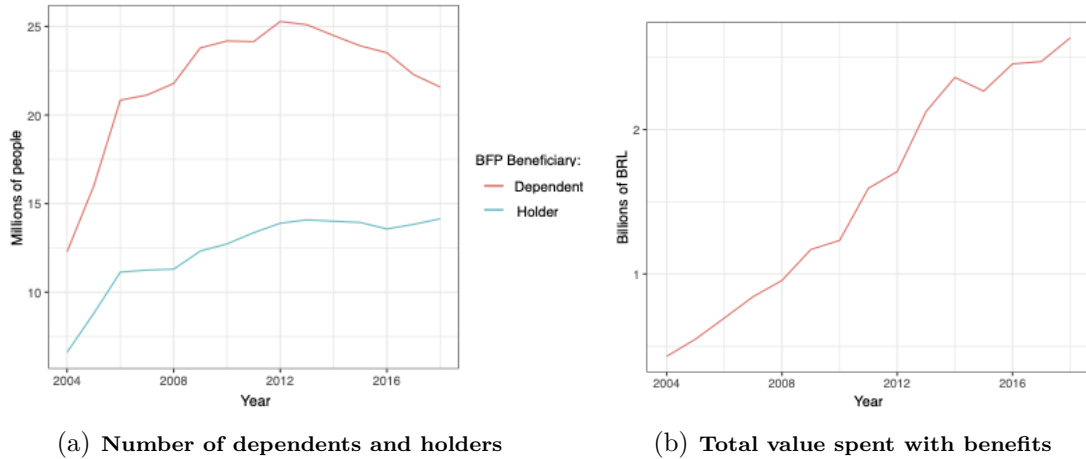 25
20
15
10
Millions of people
2004
2008
2012
2016
Year
BFP Beneficiary:
Dependent
Holder
(a) Number of dependents and holders
2
1
Billions of BRL
2004
2008
2012
2016
Year
(b) Total value spent with benefits